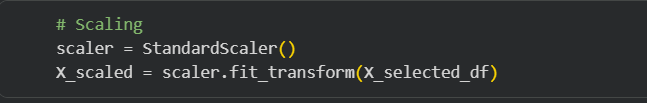 # Scaling
scaler = StandardScaler()
X_scaled = scaler.fit_transform(X_selected_df)